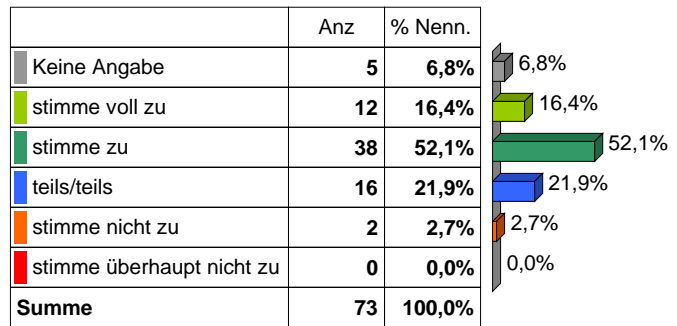 Anz % Nenn.
Keine Angabe 5 6,8% 6,8%
stimme voll zu 12 16,4% 16,4%
stimme zu 38 52,1% 52,1%
teils/teils 16 21,9% 21,9%
stimme nicht zu 2 2,7% 2,7%
stimme überhaupt nicht zu 0 0,0% 0,0%
Summe 73 100,0%